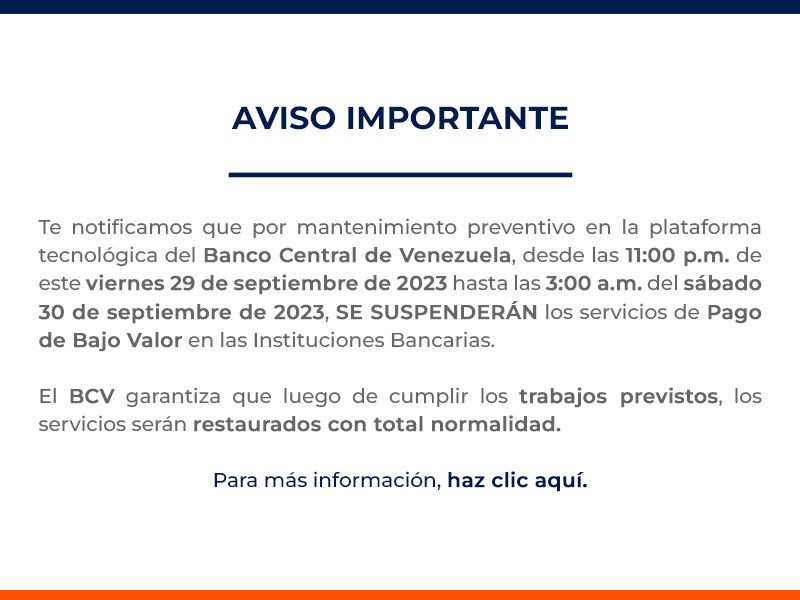 AVISO IMPORTANTE
Te notificamos que por mantenimiento preventivo en la plataforma
tecnológica del Banco Central de Venezuela, desde las 11:00 p.m. de
este viernes 29 de septiembre de 2023 hasta las 3:00 a.m. del sábado
30 de septiembre de 2023, SE SUSPENDERÁN los servicios de Pago
de Bajo Valor en las Instituciones Bancarias.
El BCV garantiza que luego de cumplir los trabajos previstos, los
servicios serán restaurados con total normalidad.
Para más información, haz clic aquí.